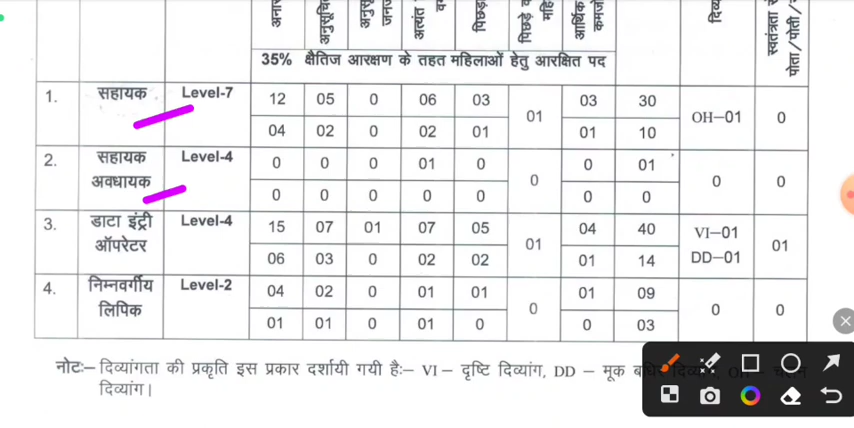 35% क्षैतिज आरक्षण के तहत महिलाओं हेतु आरक्षित पद
1. सहायक Level-7 12 05 0 06 03 01 03 30 OH-01 0
04 02 0 02 01 01 10
2. सहायक अवधायक Level-4 0 0 0 01 0 0 0 01 0 0
0 0 0 0 0 0 0
3. डाटा इंट्री ऑपरेटर Level-4 15 07 01 07 05 01 04 40 VI-01 DD-01 01
06 03 0 02 02 01 14
4. निम्नवर्गीय लिपिक Level-2 04 02 0 01 01 0 01 09 0 0
01 01 0 01 0 0 03
नोटः– दिव्यांगता की प्रकृति इस प्रकार दर्शायी गयी हैः– VI – दृष्टि दिव्यांग, DD – मूक
दिव्यांग।